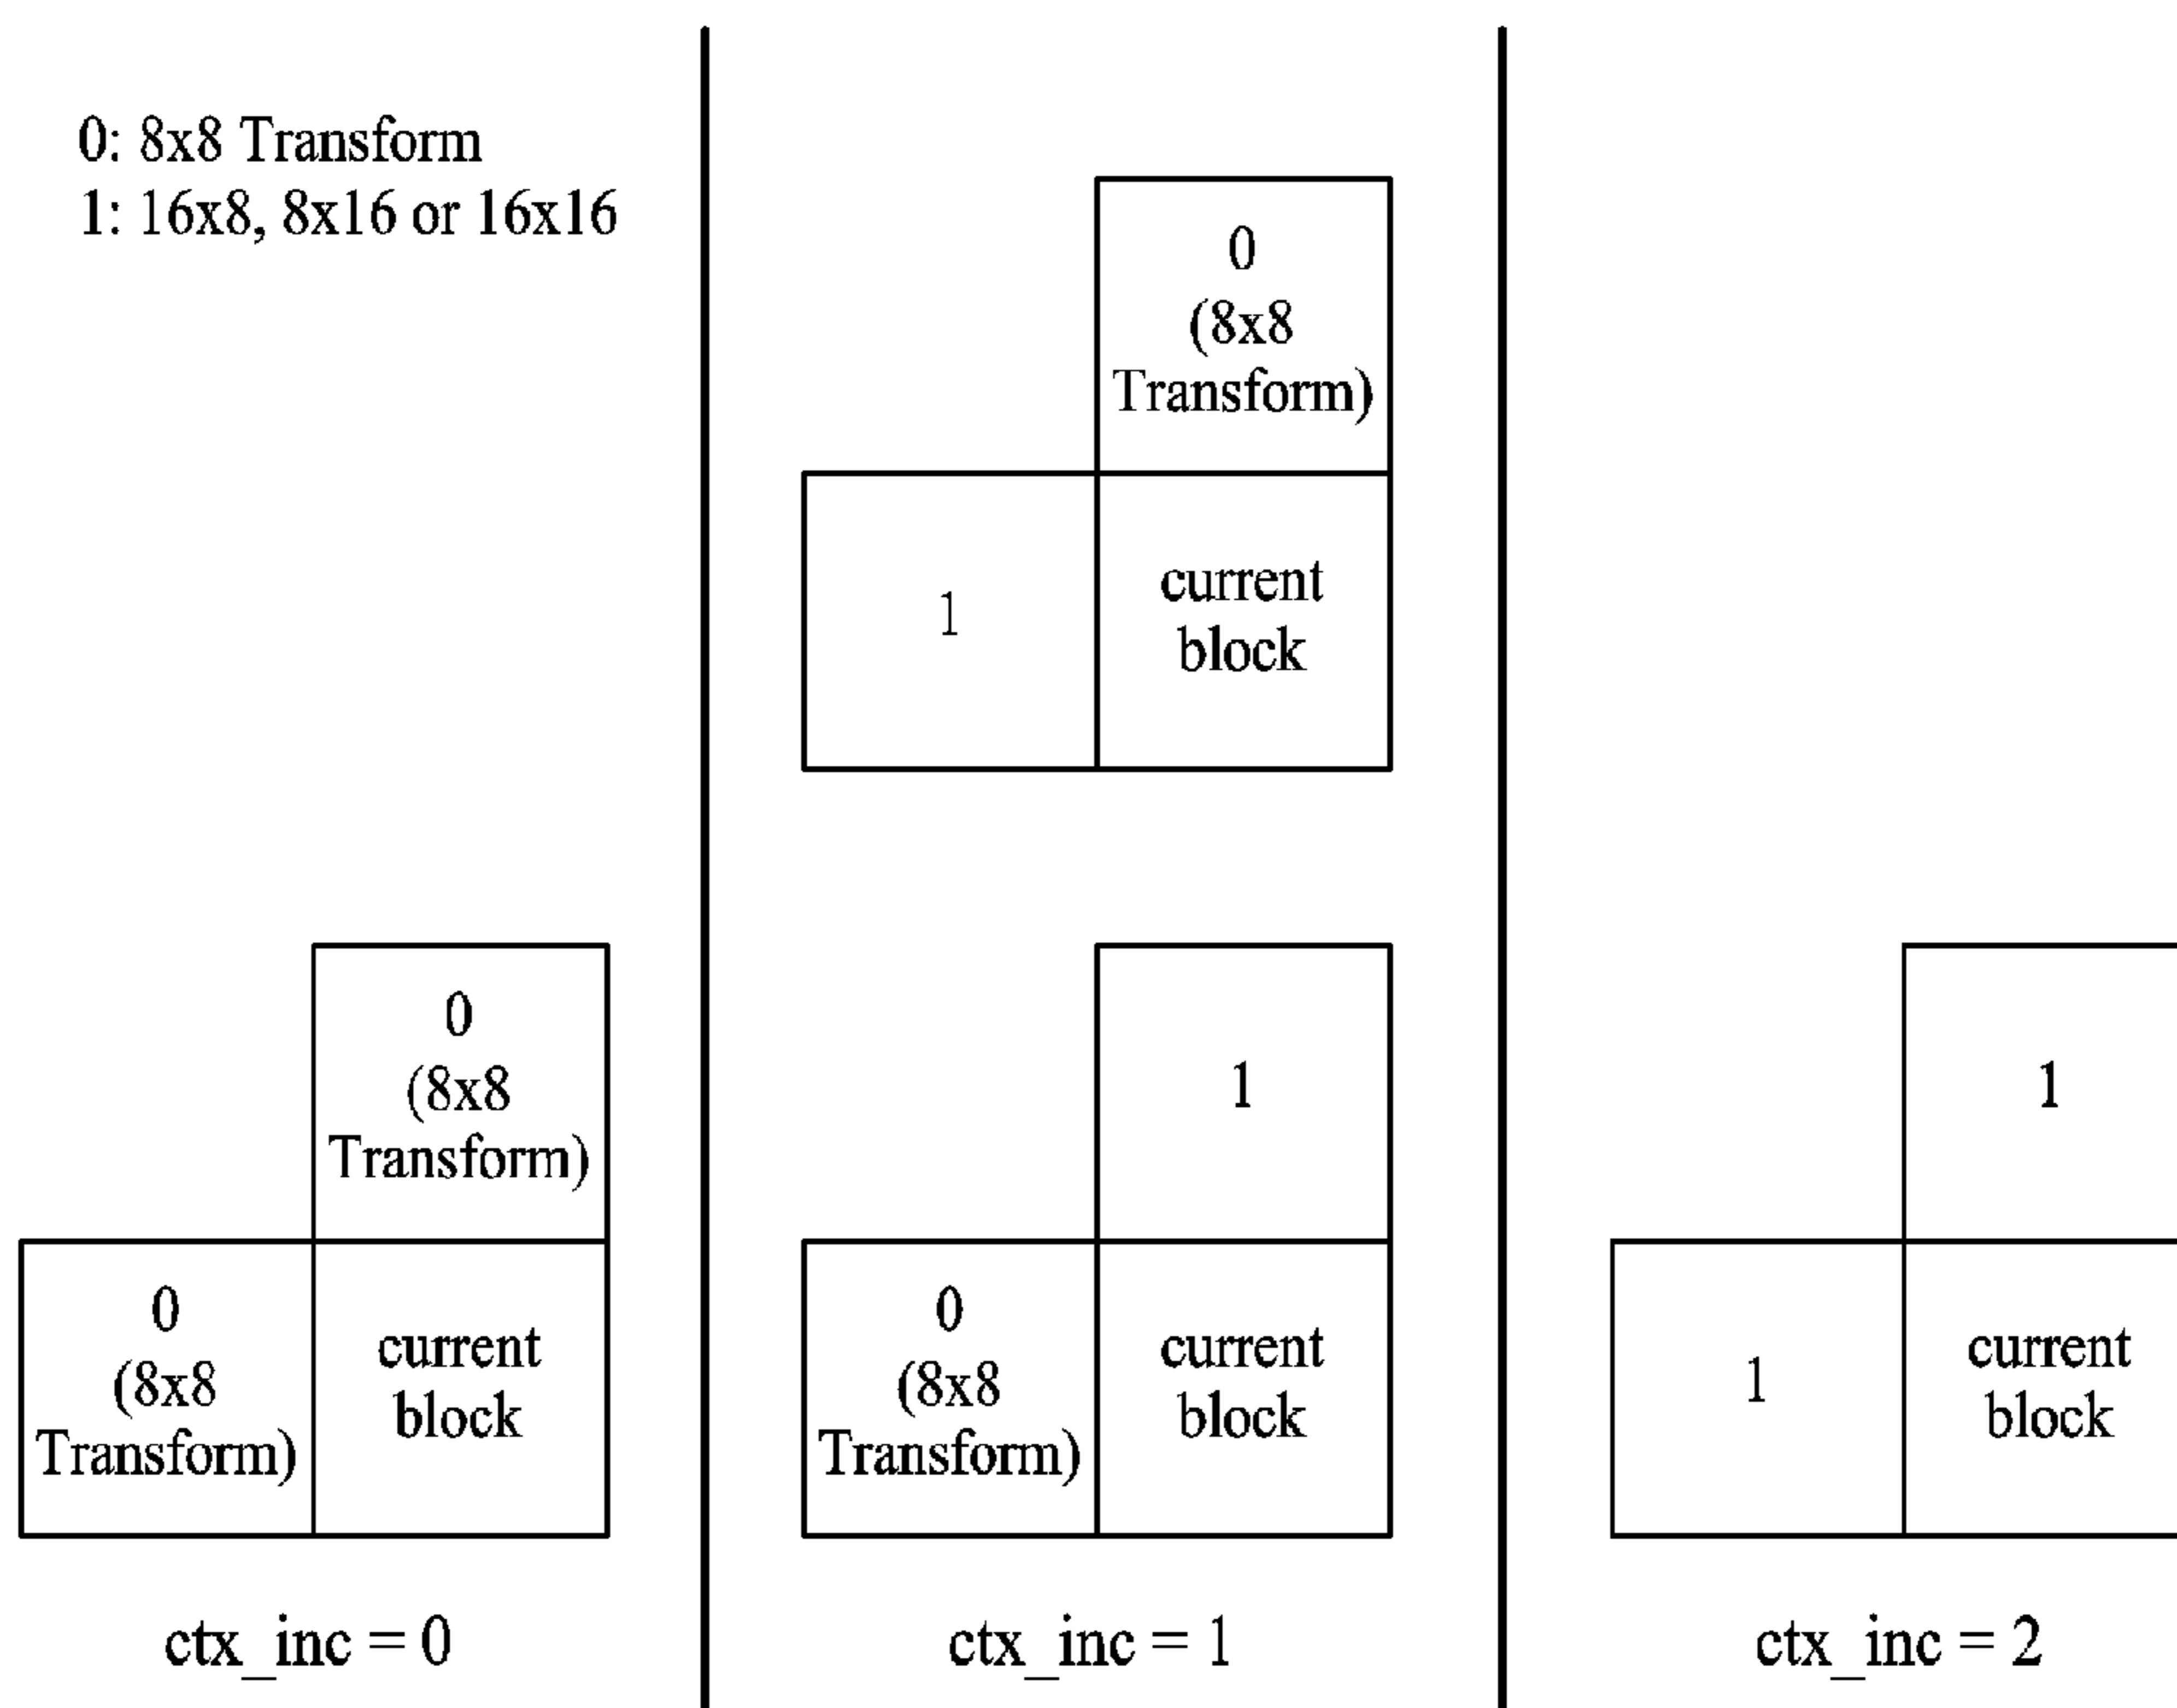 0: 8x8 Transform
1: 16x8, 8x16 or 16x16
0
(8x8
Transform)
0
(8x8
Transform)
current
block
ctx_inc = 0
0
(8x8
Transform)
1
current
block
1
0
(8x8
Transform)
current
block
ctx_inc = 1
1
1
current
block
ctx_inc = 2